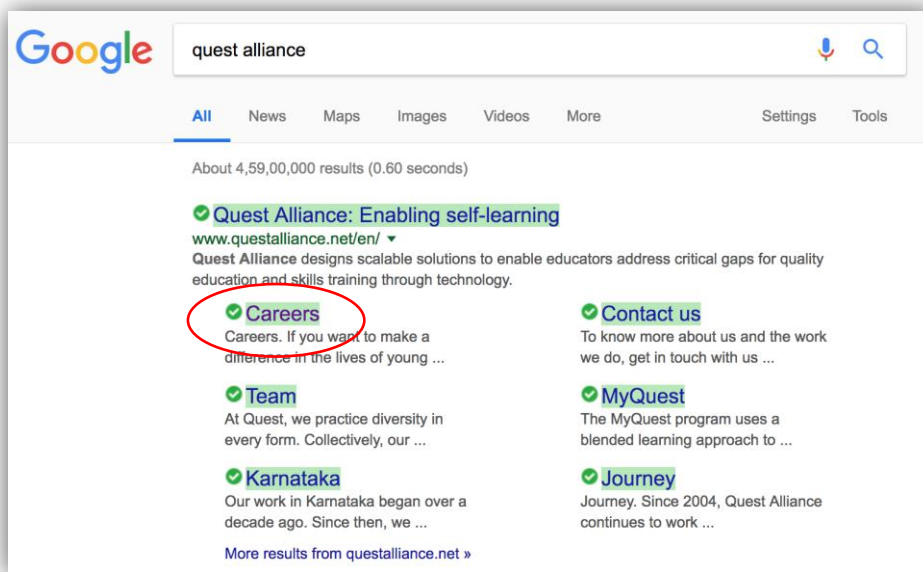 Google
quest alliance
All News Maps Images Videos More Settings Tools
About 4,59,00,000 results (0.60 seconds)
Quest Alliance: Enabling self-learning
www.questalliance.net/en/
Quest Alliance designs scalable solutions to enable educators address critical gaps for quality
education and skills training through technology.
Careers
Careers. If you want to make a
difference in the lives of young ...
Contact us
To know more about us and the work
we do, get in touch with us ...
Team
At Quest, we practice diversity in
every form. Collectively, our ...
MyQuest
The MyQuest program uses a
blended learning approach to ...
Karnataka
Our work in Karnataka began over a
decade ago. Since then, we ...
Journey
Journey. Since 2004, Quest Alliance
continues to work ...
More results from questalliance.net »